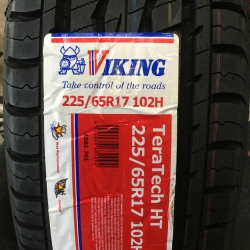 VIKING
Take control of the roads
225/65R17 102H
TeraTech HT
225/65R17 102H